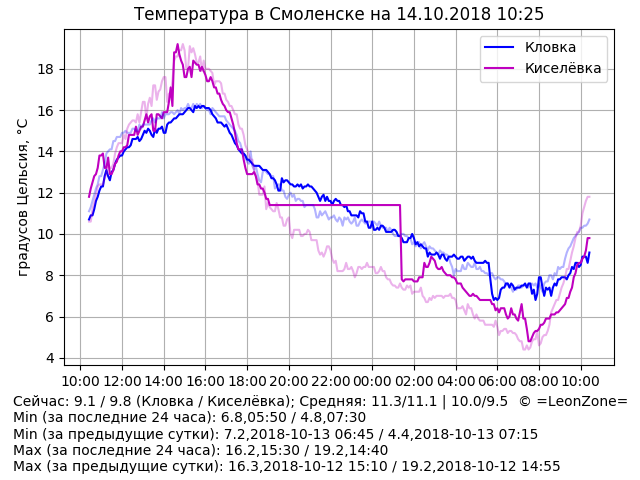 Температура в Смоленске на 14.10.2018 10:25
Кловка
Киселёвка
градусов Цельсия, °C
18
16
14
12
10
8
6
4
10:00 12:00 14:00 16:00 18:00 20:00 22:00 00:00 02:00 04:00 06:00 08:00 10:00
Сейчас: 9.1 / 9.8 (Кловка / Киселёвка); Средняя: 11.3/11.1 | 10.0/9.5 © =LeonZone=
Min (за последние 24 часа): 6.8,05:50 / 4.8,07:30
Min (за предыдущие сутки): 7.2,2018-10-13 06:45 / 4.4,2018-10-13 07:15
Max (за последние 24 часа): 16.2,15:30 / 19.2,14:40
Max (за предыдущие сутки): 16.3,2018-10-12 15:10 / 19.2,2018-10-12 14:55